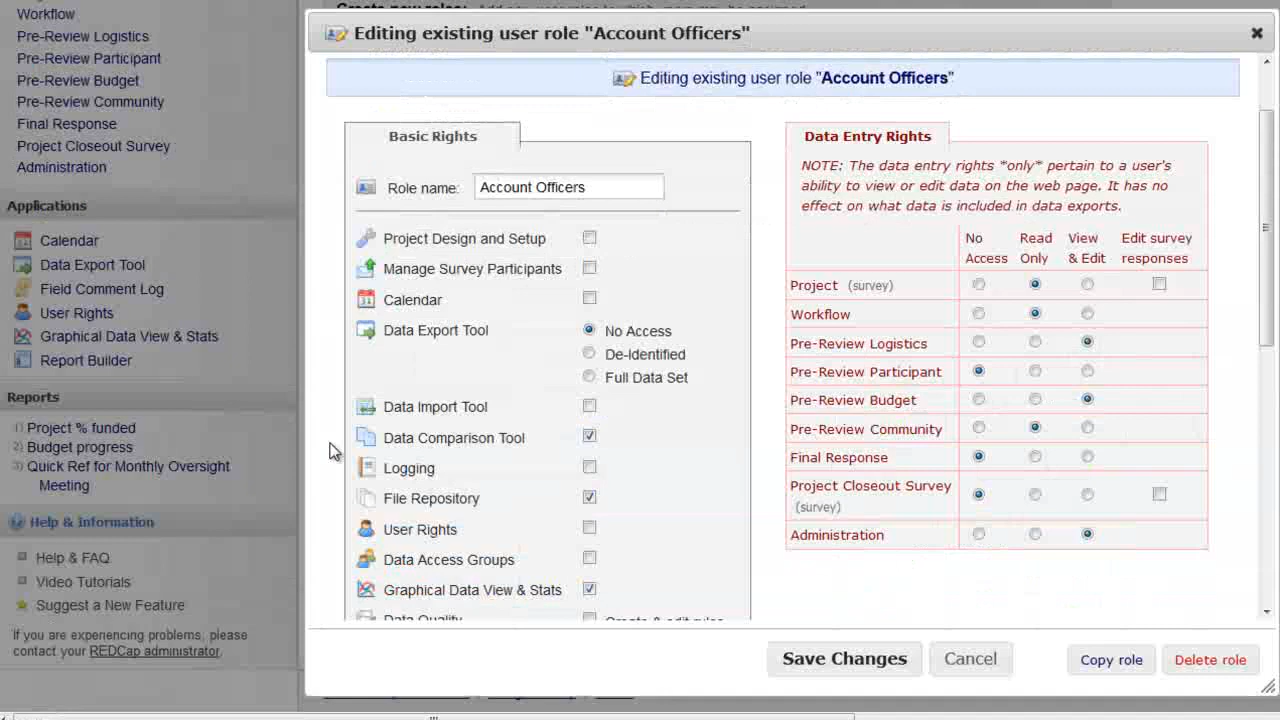 Workflow
Pre-Review Logistics
Pre-Review Participant
Pre-Review Budget
Pre-Review Community
Final Response
Project Closeout Survey
Administration
Applications
Calendar
Data Export Tool
Field Comment Log
User Rights
Graphical Data View & Stats
Report Builder
Reports
1) Project % funded
2) Budget progress
3) Quick Ref for Monthly Oversight
Meeting
Help & Information
Help & FAQ
Video Tutorials
Suggest a New Feature
If you are experiencing problems, please
contact your REDCap administrator.
Editing existing user role "Account Officers"
Editing existing user role "Account Officers"
Basic Rights
Role name: Account Officers
Project Design and Setup
Manage Survey Participants
Calendar
Data Export Tool
No Access
De-Identified
Full Data Set
Data Import Tool
Data Comparison Tool
Logging
File Repository
User Rights
Data Access Groups
Graphical Data View & Stats
Data Quality Create & edit rules
Data Entry Rights
NOTE: The data entry rights *only* pertain to a user's
ability to view or edit data on the web page. It has no
effect on what data is included in data exports.
No Read View Edit survey
Access Only & Edit responses
Project (survey)
Workflow
Pre-Review Logistics
Pre-Review Participant
Pre-Review Budget
Pre-Review Community
Final Response
Project Closeout Survey
(survey)
Administration
Save Changes Cancel Copy role Delete role